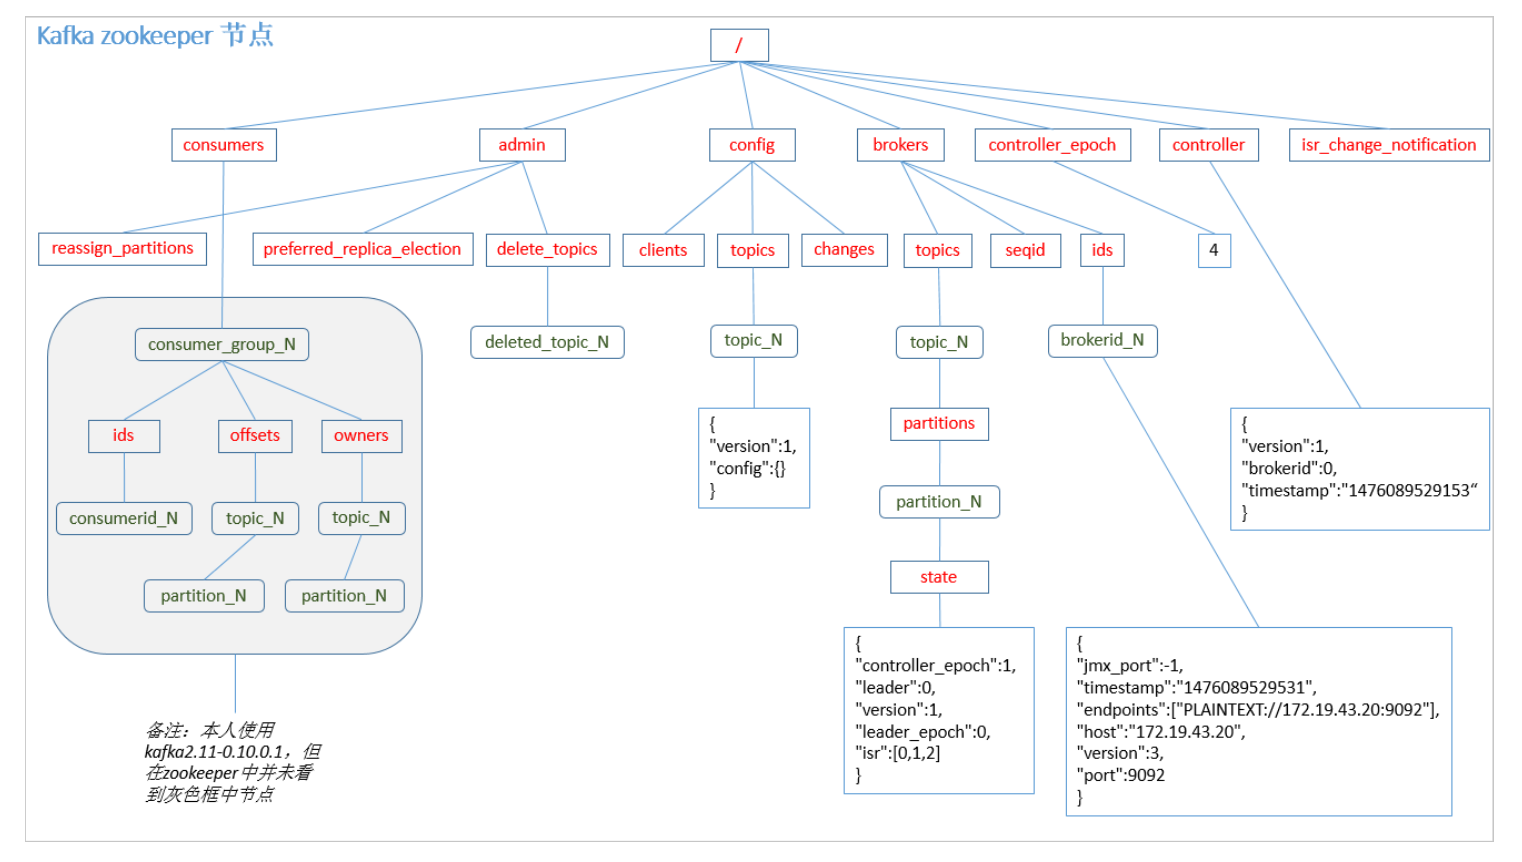 Kafka zookeeper 节点
/
consumers
admin
config
brokers
controller_epoch
controller
isr_change_notification
reassign_partitions
preferred_replica_election
delete_topics
clients
topics
changes
topics
seqid
ids
4
consumer_group_N
deleted_topic_N
topic_N
topic_N
brokerid_N
ids
offsets
owners
consumerid_N
topic_N
topic_N
partition_N
partition_N
{
"version":1,
"config":{}
}
partitions
partition_N
state
{
"version":1,
"brokerid":0,
"timestamp":"1476089529153“
}
{
"controller_epoch":1,
"leader":0,
"version":1,
"leader_epoch":0,
"isr":[0,1,2]
}
{
"jmx_port":-1,
"timestamp":"1476089529531",
"endpoints":["PLAINTEXT://172.19.43.20:9092"],
"host":"172.19.43.20",
"version":3,
"port":9092
}
备注：本人使用
kafka2.11-0.10.0.1，但
在zookeeper中并未看
到灰色框中节点